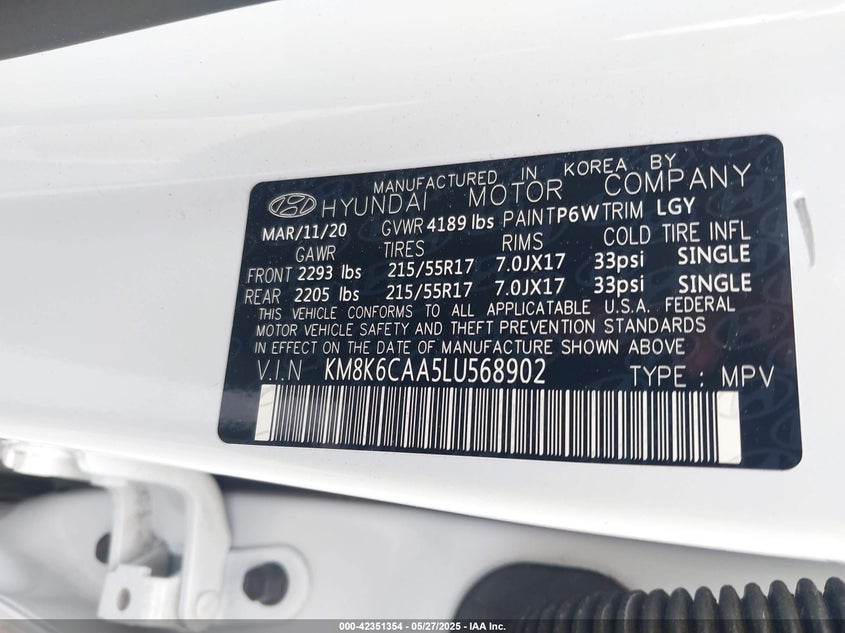 MANUFACTURED IN KOREA BY
HYUNDAI MOTOR COMPANY
MAR/11/20 GVWR 4189 lbs PAINT P6W TRIM LGY
GAWR TIRES RIMS COLD TIRE INFL
FRONT 2293 lbs 215/55R17 7.0JX17 33psi SINGLE
REAR 2205 lbs 215/55R17 7.0JX17 33psi SINGLE
THIS VEHICLE CONFORMS TO ALL APPLICATABLE U.S.A. FEDERAL
MOTOR VEHICLE SAFETY AND THEFT PREVENTION STANDARDS
IN EFFECT ON THE DATE OF MANUFACTURE SHOWN ABOVE
V.I.N KM8K6CAA5LU568902 TYPE : MPV
000-42351354 - 05/27/2025 - IAA Inc.